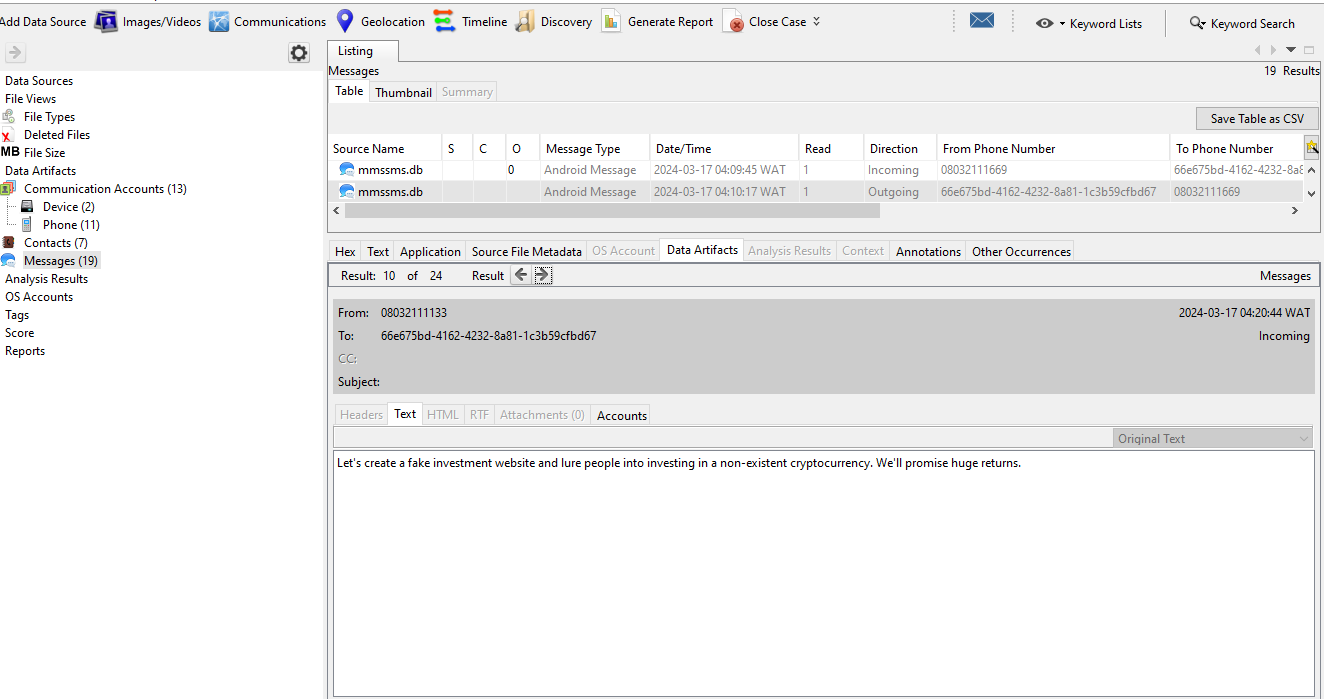 Add Data Source Images/Videos Communications Geolocation Timeline Discovery Generate Report Close Case Keyword Lists Keyword Search
Listing
Data Sources
File Views
File Types
Deleted Files
MB File Size
Data Artifacts
Communication Accounts (13)
Device (2)
Phone (11)
Contacts (7)
Messages (19)
Analysis Results
OS Accounts
Tags
Score
Reports
Messages 19 Results
Table Thumbnail Summary
Save Table as CSV
Source Name S C O Message Type Date/Time Read Direction From Phone Number To Phone Number
mmssms.db 0 Android Message 2024-03-17 04:09:45 WAT 1 Incoming 08032111669 66e675bd-4162-4232-8a8
mmssms.db Android Message 2024-03-17 04:10:17 WAT 1 Outgoing 66e675bd-4162-4232-8a81-1c3b59cfbd67 08032111669
Hex Text Application Source File Metadata OS Account Data Artifacts Analysis Results Context Annotations Other Occurrences
Result: 10 of 24 Result Messages
From: 08032111133 2024-03-17 04:20:44 WAT
To: 66e675bd-4162-4232-8a81-1c3b59cfbd67 Incoming
CC:
Subject:
Headers Text HTML RTF Attachments (0) Accounts
Original Text
Let's create a fake investment website and lure people into investing in a non-existent cryptocurrency. We'll promise huge returns.